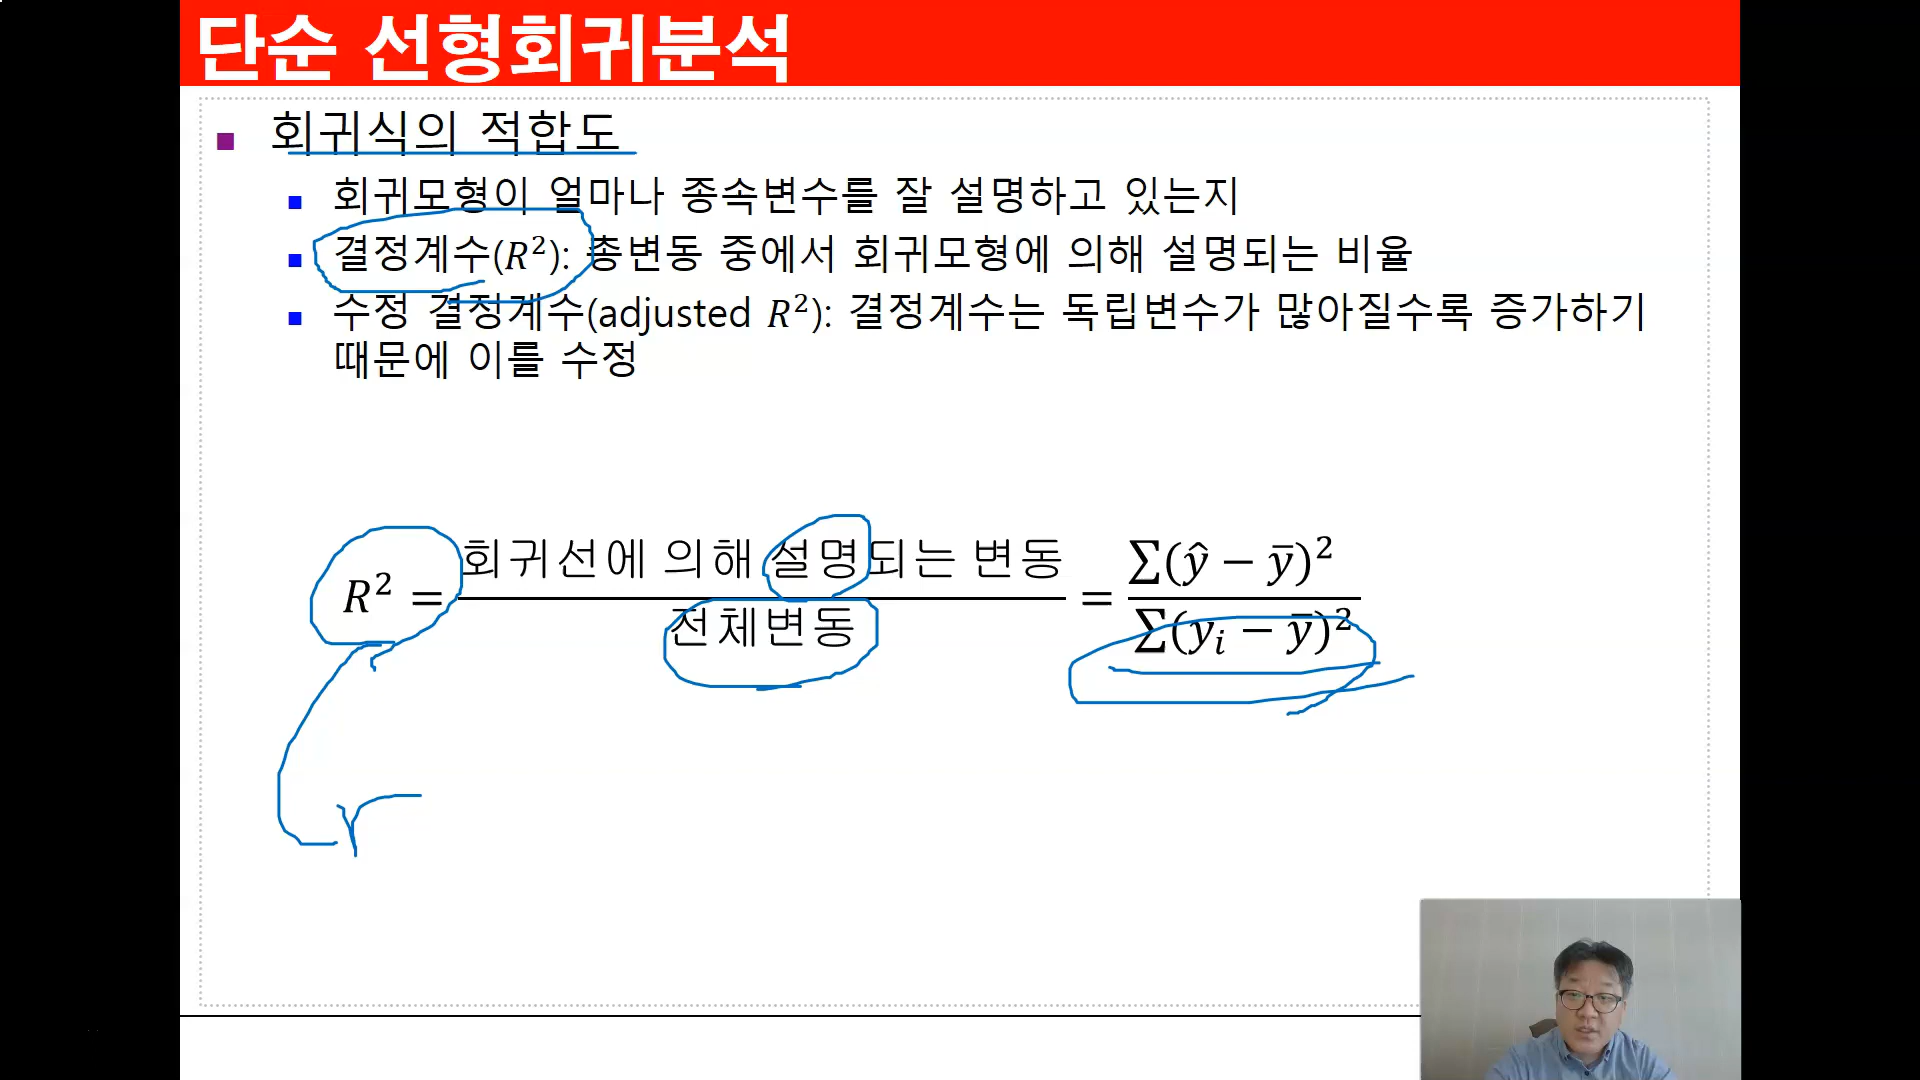 단순 선형회귀분석
회귀식의 적합도
회귀모형이 얼마나 종속변수를 잘 설명하고 있는지
결정계수(R²): 총변동 중에서 회귀모형에 의해 설명되는 비율
수정 결정계수(adjusted R²): 결정계수는 독립변수가 많아질수록 증가하기
때문에 이를 수정
R² = 회귀선에 의해 설명되는 변동 / 전체변동 = ∑(ŷ − ȳ)² / ∑(yᵢ − ȳ)²